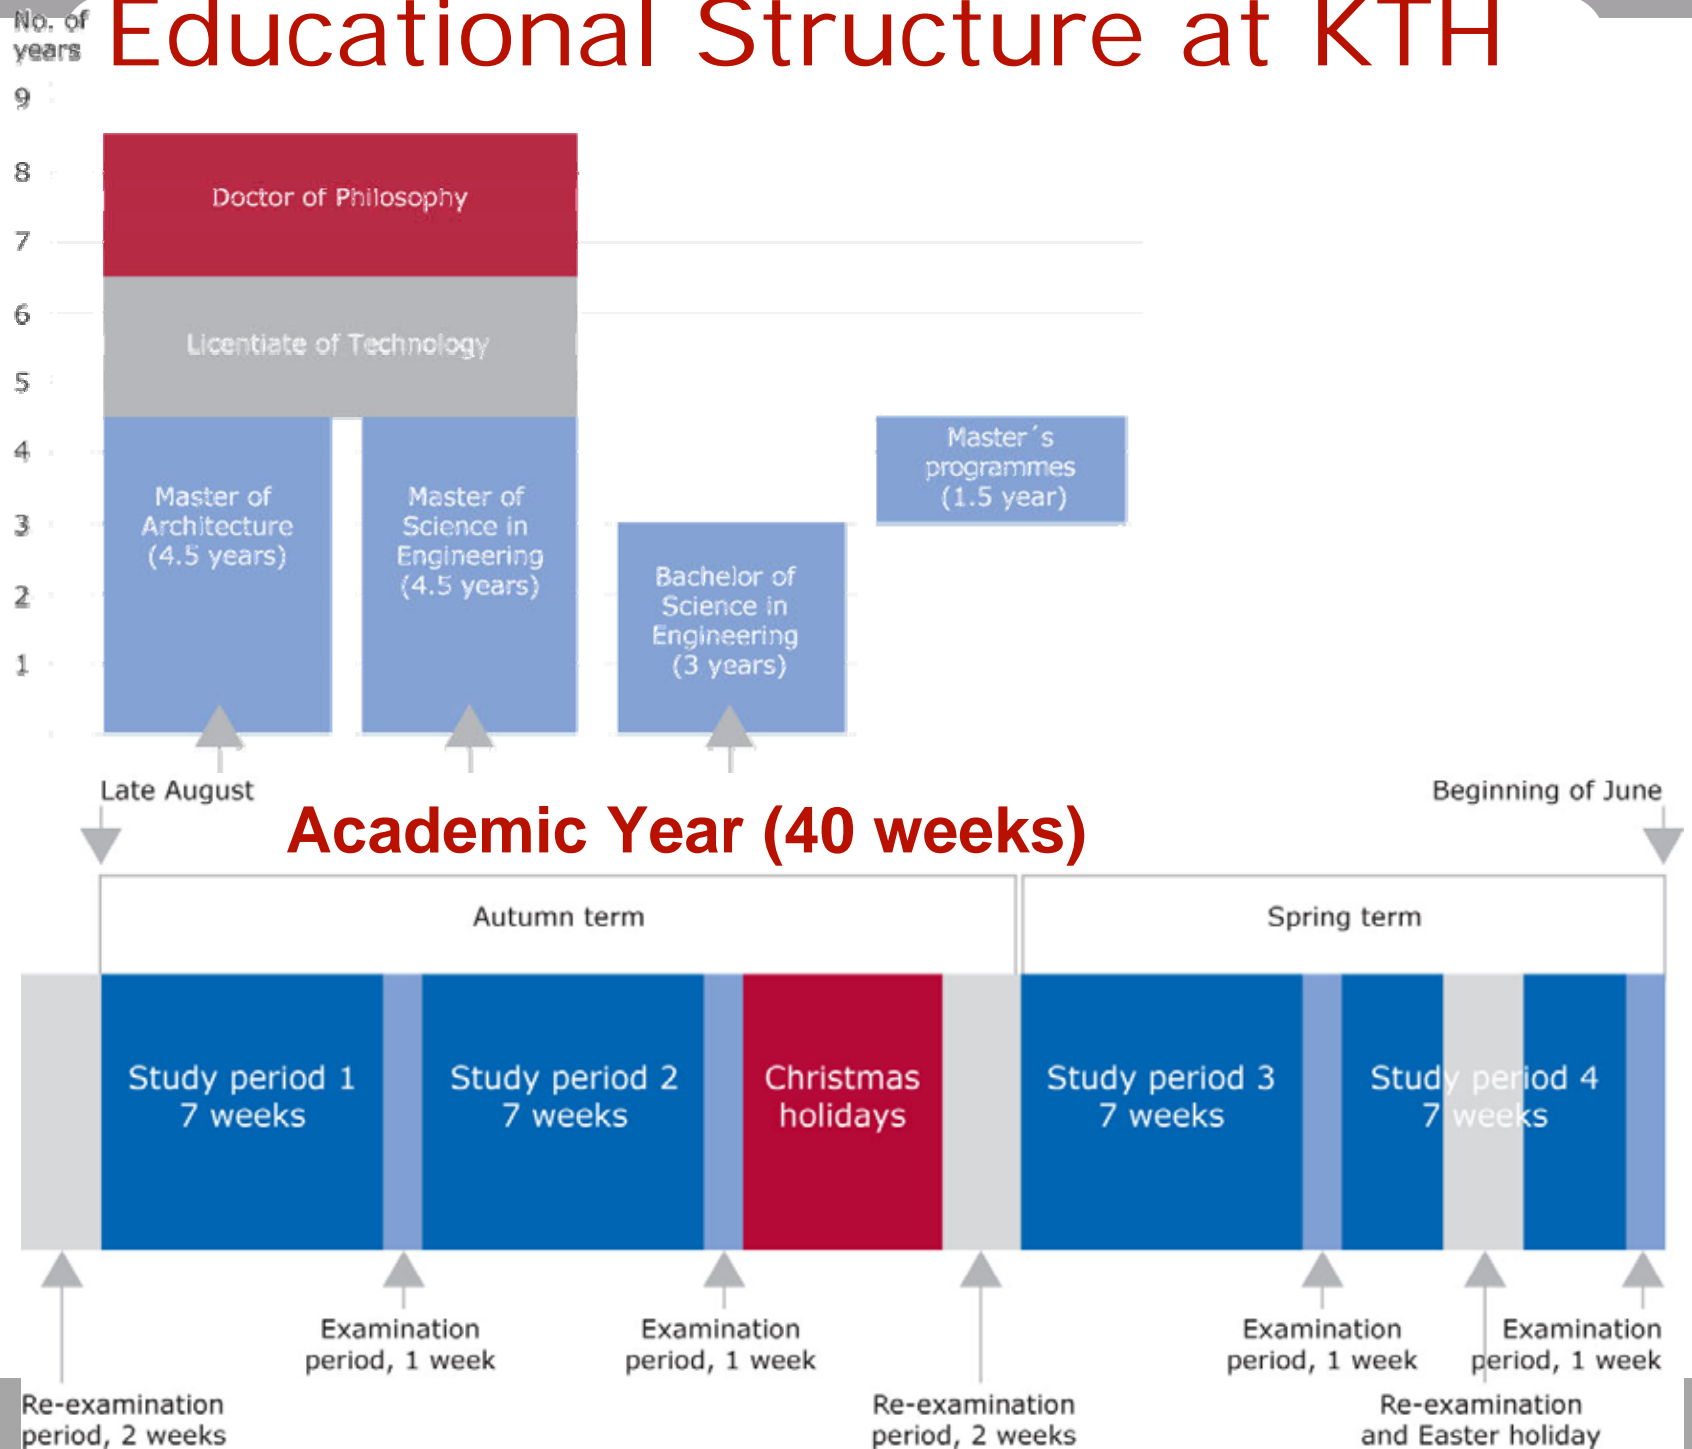 Educational Structure at KTH
No. of
years
9
8
7
6
5
4
3
2
1
Doctor of Philosophy
Licentiate of Technology
Master of
Architecture
(4.5 years)
Master of
Science in
Engineering
(4.5 years)
Bachelor of
Science in
Engineering
(3 years)
Master´s
programmes
(1.5 year)
Late August
Academic Year (40 weeks)
Beginning of June
Autumn term
Spring term
Study period 1
7 weeks
Study period 2
7 weeks
Christmas
holidays
Study period 3
7 weeks
Study period 4
7 weeks
Examination
period, 1 week
Examination
period, 1 week
Examination
period, 1 week
Examination
period, 1 week
Re-examination
period, 2 weeks
Re-examination
period, 2 weeks
Re-examination
and Easter holiday